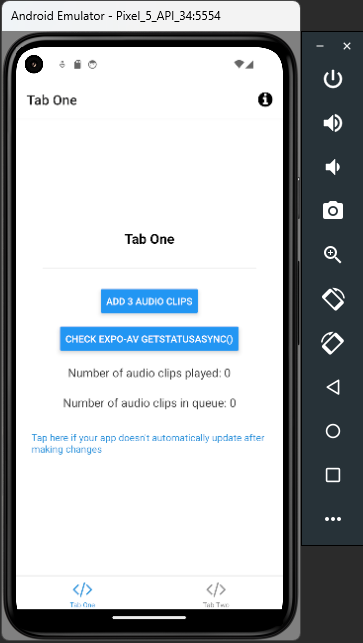 Android Emulator - Pixel_5_API_34:5554
Tab One
Tab One
ADD 3 AUDIO CLIPS
CHECK EXPO-AV GETSTATUSASYNC()
Number of audio clips played: 0
Number of audio clips in queue: 0
Tap here if your app doesn't automatically update after
making changes
Tab One
Tab Two